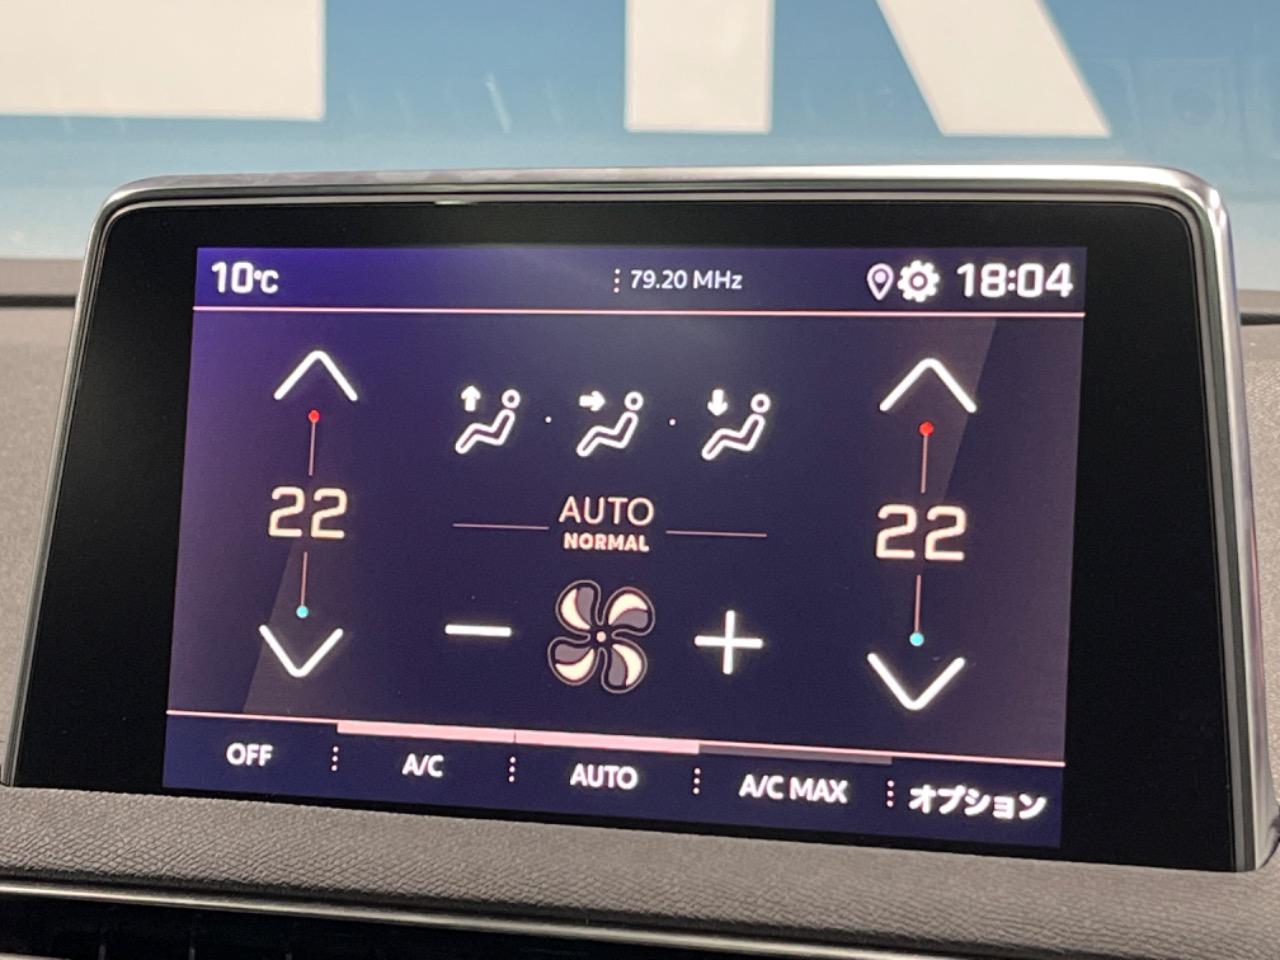 10°C
79.20 MHz
18:04
22
AUTO
NORMAL
22
OFF
A/C
AUTO
A/C MAX
オプション